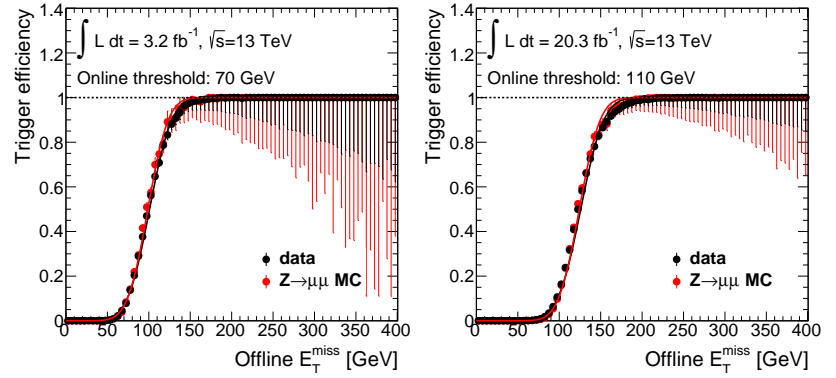 ∫ L dt = 3.2 fb⁻¹, √s=13 TeV
Online threshold: 70 GeV
Trigger efficiency
1.4
1.2
1
0.8
0.6
0.4
0.2
0
data
Z→μμ MC
0 50 100 150 200 250 300 350 400
Offline E_T^miss [GeV]
∫ L dt = 20.3 fb⁻¹, √s=13 TeV
Online threshold: 110 GeV
Trigger efficiency
1.4
1.2
1
0.8
0.6
0.4
0.2
0
data
Z→μμ MC
0 50 100 150 200 250 300 350 400
Offline E_T^miss [GeV]